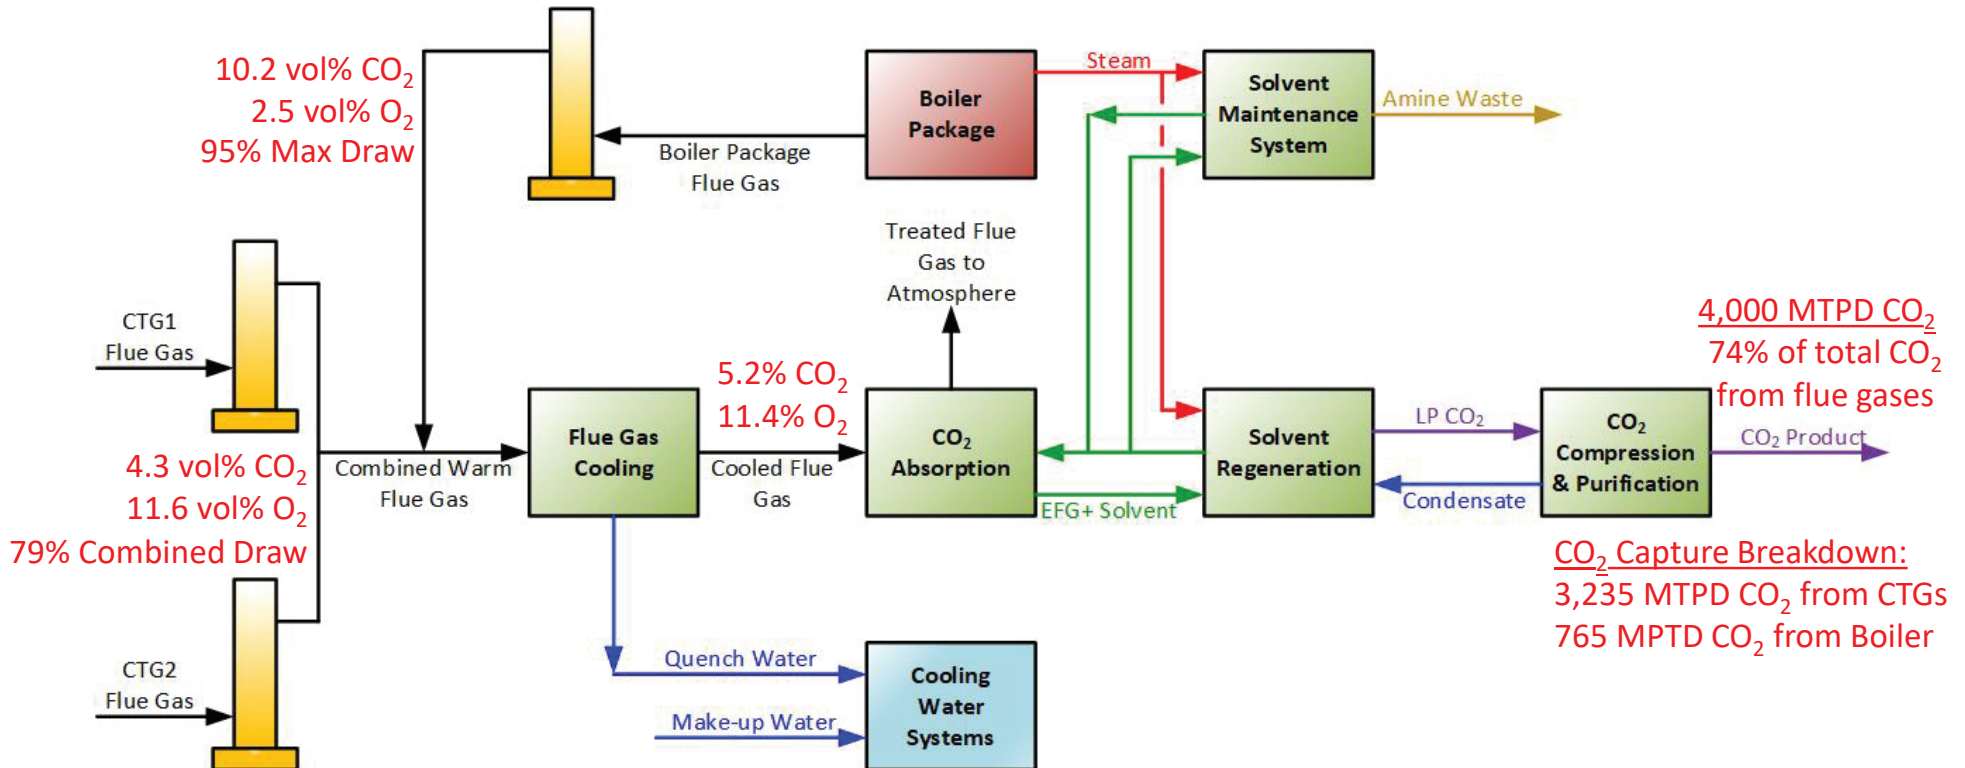 10.2 vol% CO₂
2.5 vol% O₂
95% Max Draw
Boiler Package
Flue Gas
Boiler
Package
Steam
Solvent
Maintenance
System
Amine Waste
Treated Flue
Gas to
Atmosphere
CTG1
Flue Gas
4.3 vol% CO₂
11.6 vol% O₂
79% Combined Draw
CTG2
Flue Gas
Combined Warm
Flue Gas
Flue Gas
Cooling
5.2% CO₂
11.4% O₂
Cooled Flue
Gas
CO₂
Absorption
EFG+ Solvent
Solvent
Regeneration
LP CO₂
Condensate
CO₂
Compression
& Purification
4,000 MTPD CO₂
74% of total CO₂
from flue gases
CO₂ Product
CO₂ Capture Breakdown:
3,235 MTPD CO₂ from CTGs
765 MPTD CO₂ from Boiler
Quench Water
Make-up Water
Cooling
Water
Systems